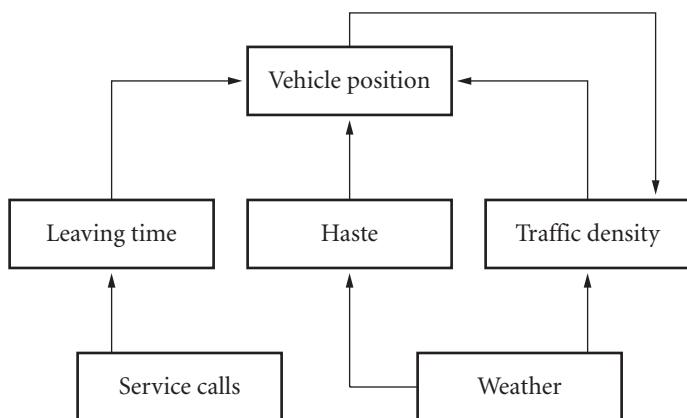 Vehicle position
Leaving time
Haste
Traffic density
Service calls
Weather